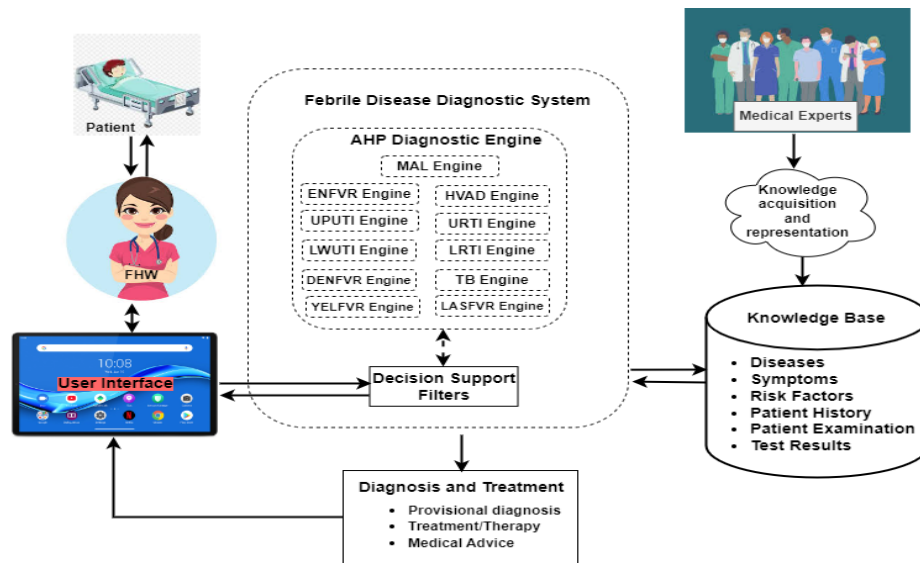 Patient
FHW
10:08
User Interface
Febrile Disease Diagnostic System
AHP Diagnostic Engine
MAL Engine
ENFVR Engine
HVAD Engine
UPUTI Engine
URTI Engine
LWUTI Engine
LRTI Engine
DENFVR Engine
TB Engine
YELFVR Engine
LASFVR Engine
Decision Support
Filters
Diagnosis and Treatment
• Provisional diagnosis
• Treatment/Therapy
• Medical Advice
Medical Experts
Knowledge
acquisition
and
representation
Knowledge Base
• Diseases
• Symptoms
• Risk Factors
• Patient History
• Patient Examination
• Test Results